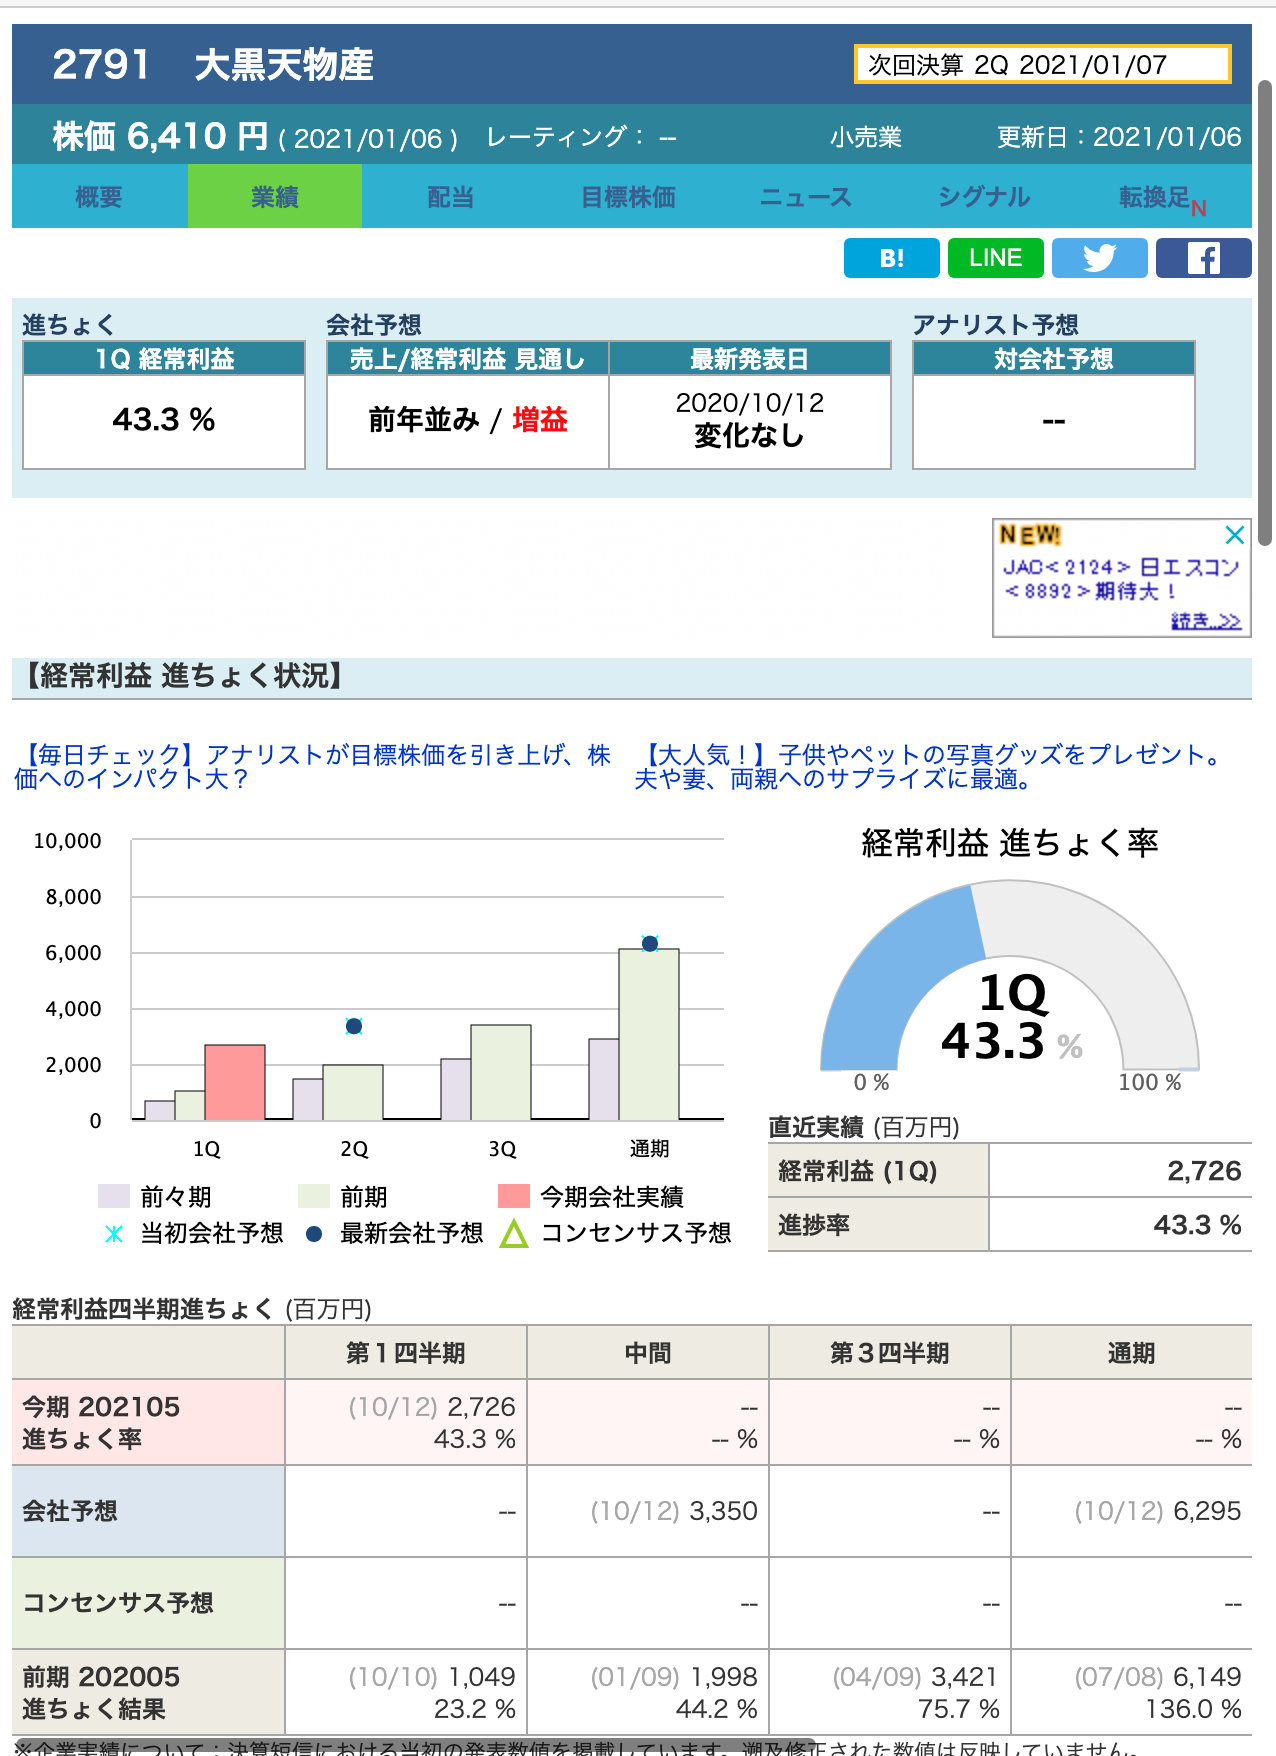 2791 大黒天物産
次回決算 2Q 2021/01/07
株価 6,410 円 ( 2021/01/06 ) レーティング： -- 小売業 更新日：2021/01/06
概要 業績 配当 目標株価 ニュース シグナル 転換足N
B! LINE
進ちょく 会社予想 アナリスト予想
1Q 経常利益 売上/経常利益 見通し 最新発表日 対会社予想
43.3 % 前年並み / 増益 2020/10/12 --
変化なし
NEW!
JAC<2124> 日エスコン
<8892>期待大！
続き..>>
【経常利益 進ちょく状況】
【毎日チェック】アナリストが目標株価を引き上げ、株
価へのインパクト大？
【大人気！】子供やペットの写真グッズをプレゼント。
夫や妻、両親へのサプライズに最適。
10,000
8,000
6,000
4,000
2,000
0
1Q 2Q 3Q 通期
前々期 前期 今期会社実績
当初会社予想 最新会社予想 コンセンサス予想
経常利益 進ちょく率
1Q
43.3 %
0 % 100 %
直近実績 (百万円)
経常利益 (1Q) 2,726
進捗率 43.3 %
経常利益四半期進ちょく (百万円)
第１四半期 中間 第３四半期 通期
今期 202105 (10/12) 2,726 -- -- --
進ちょく率 43.3 % -- % -- % -- %
会社予想 -- (10/12) 3,350 -- (10/12) 6,295
コンセンサス予想 -- -- -- --
前期 202005 (10/10) 1,049 (01/09) 1,998 (04/09) 3,421 (07/08) 6,149
進ちょく結果 23.2 % 44.2 % 75.7 % 136.0 %
※企業実績について：決算短信における当初の発表数値を掲載しています。遡及修正された数値は反映していません。